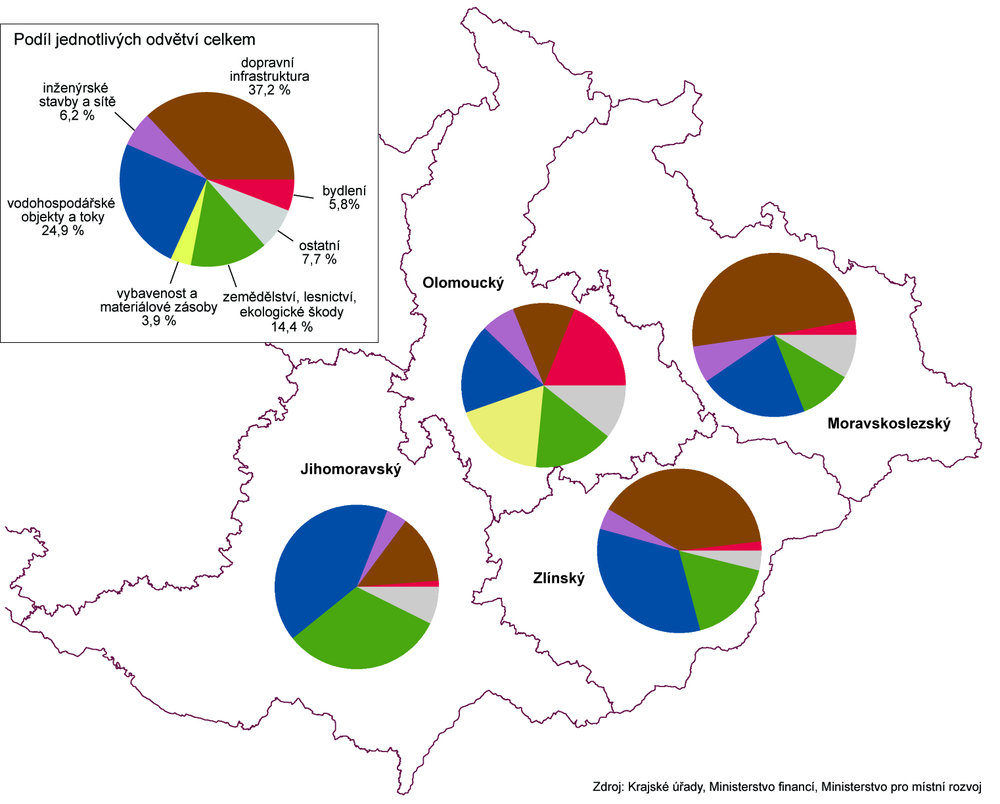 Podíl jednotlivých odvětví celkem
dopravní
infrastruktura
37,2 %
inženýrské
stavby a sítě
6,2 %
bydlení
5,8%
vodohospodářské
objekty a toky
24,9 %
ostatní
7,7 %
vybavenost a
materiálové zásoby
3,9 %
zemědělství, lesnictví,
ekologické škody
14,4 %
Olomoucký
Moravskoslezský
Jihomoravský
Zlínský
Zdroj: Krajské úřady, Ministerstvo financí, Ministerstvo pro místní rozvoj